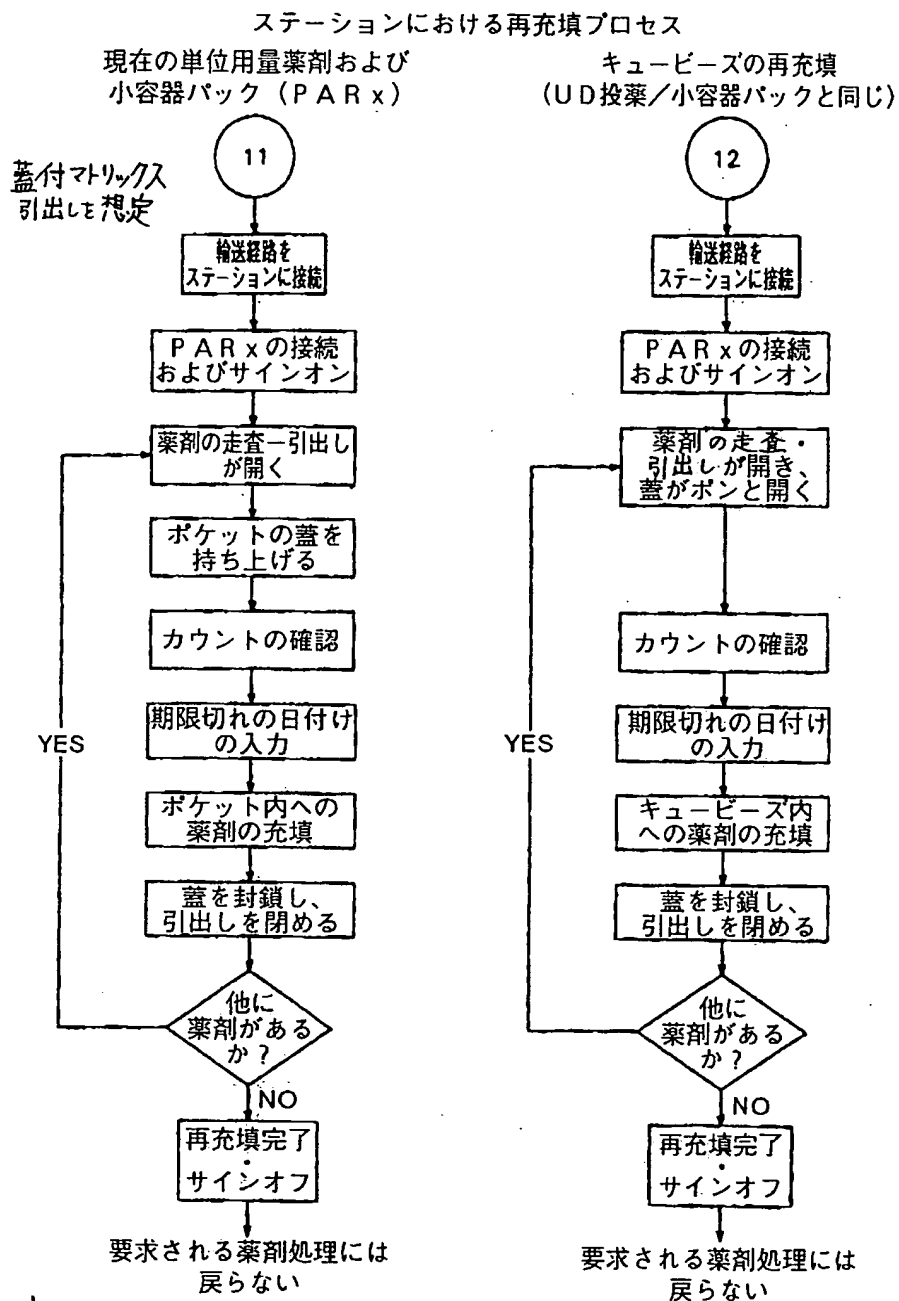 ステーションにおける再充填プロセス
現在の単位用量薬剤および
小容器パック（PARx）
11
蓋付マトリックス
引出しを想定
輸送経路を
ステーションに接続
PARxの接続
およびサインオン
薬剤の走査－引出し
が開く
ポケットの蓋を
持ち上げる
カウントの確認
期限切れの日付け
の入力
YES
ポケット内への
薬剤の充填
蓋を封鎖し、
引出しを閉める
他に
薬剤がある
か？
NO
再充填完了
・
サインオフ
要求される薬剤処理には
戻らない
キュービーズの再充填
（UD投薬／小容器パックと同じ）
12
輸送経路を
ステーションに接続
PARxの接続
およびサインオン
薬剤の走査・
引出しが開き、
蓋がポンと開く
カウントの確認
期限切れの日付け
の入力
YES
キュービーズ内
への薬剤の充填
蓋を封鎖し、
引出しを閉める
他に
薬剤がある
か？
NO
再充填完了
・
サインオフ
要求される薬剤処理には
戻らない